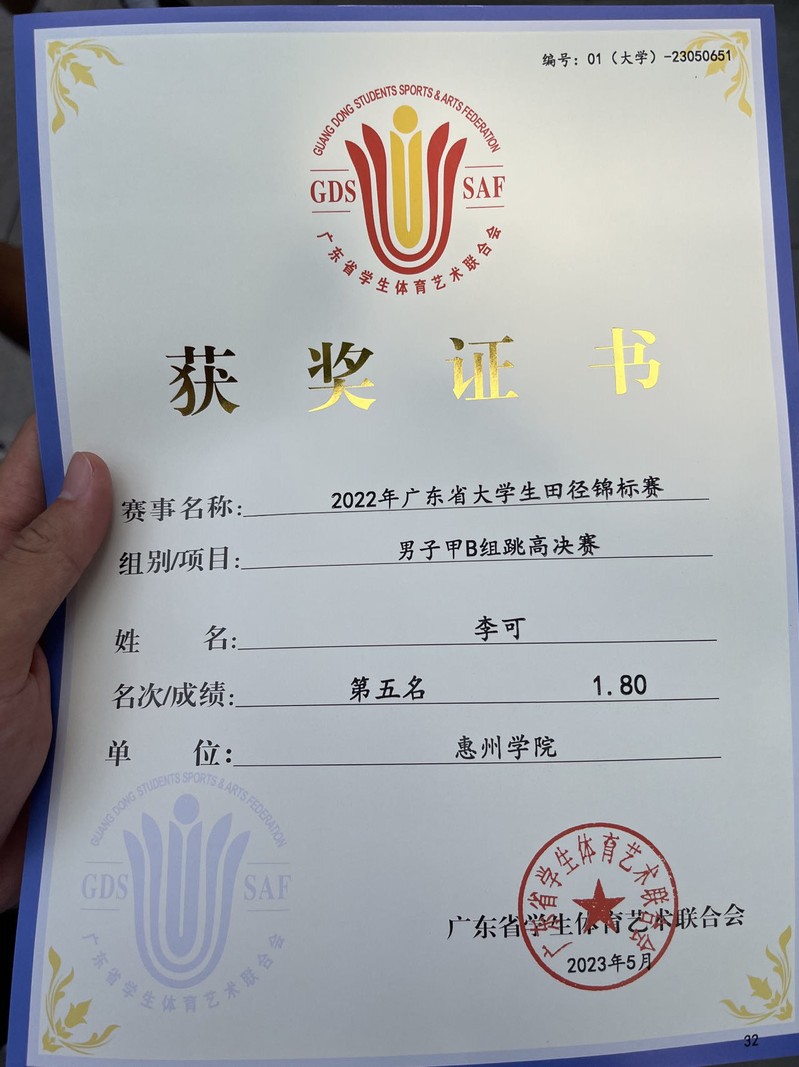 编号：01（大学）-23050651
GUANG DONG STUDENTS SPORTS & ARTS FEDERATION
GDS SAF
广东省学生体育艺术联合会
获奖证书
赛事名称: 2022年广东省大学生田径锦标赛
组别/项目: 男子甲B组跳高决赛
姓名: 李可
名次/成绩: 第五名 1.80
单位: 惠州学院
GUANG DONG STUDENTS SPORTS & ARTS FEDERATION
GDS SAF
广东省学生体育艺术联合会
广东省学生体育艺术联合会
广东省学生体育艺术联合会
2023年5月
32